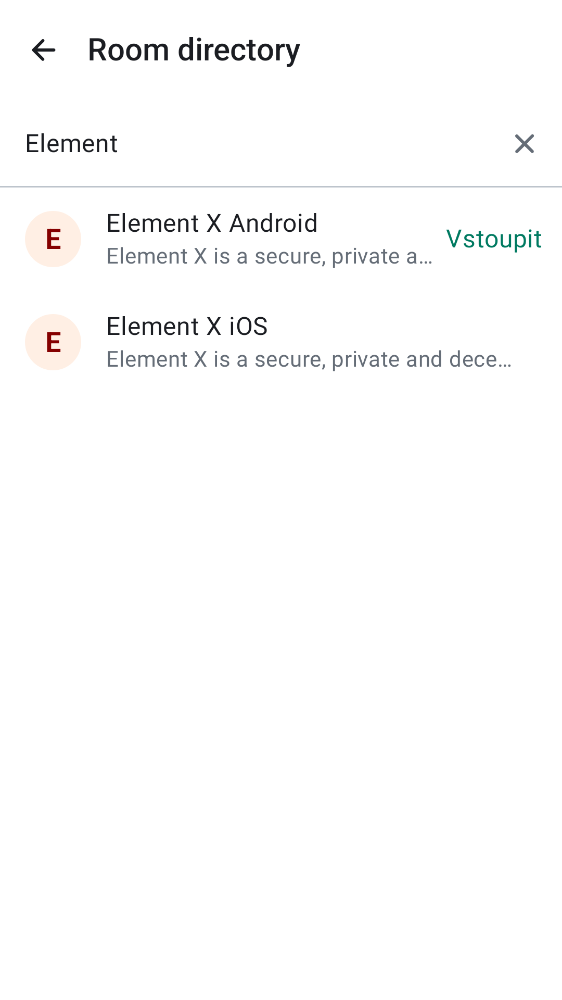 Room directory
Element
E
Element X Android
Element X is a secure, private a…
Vstoupit
E
Element X iOS
Element X is a secure, private and dece…